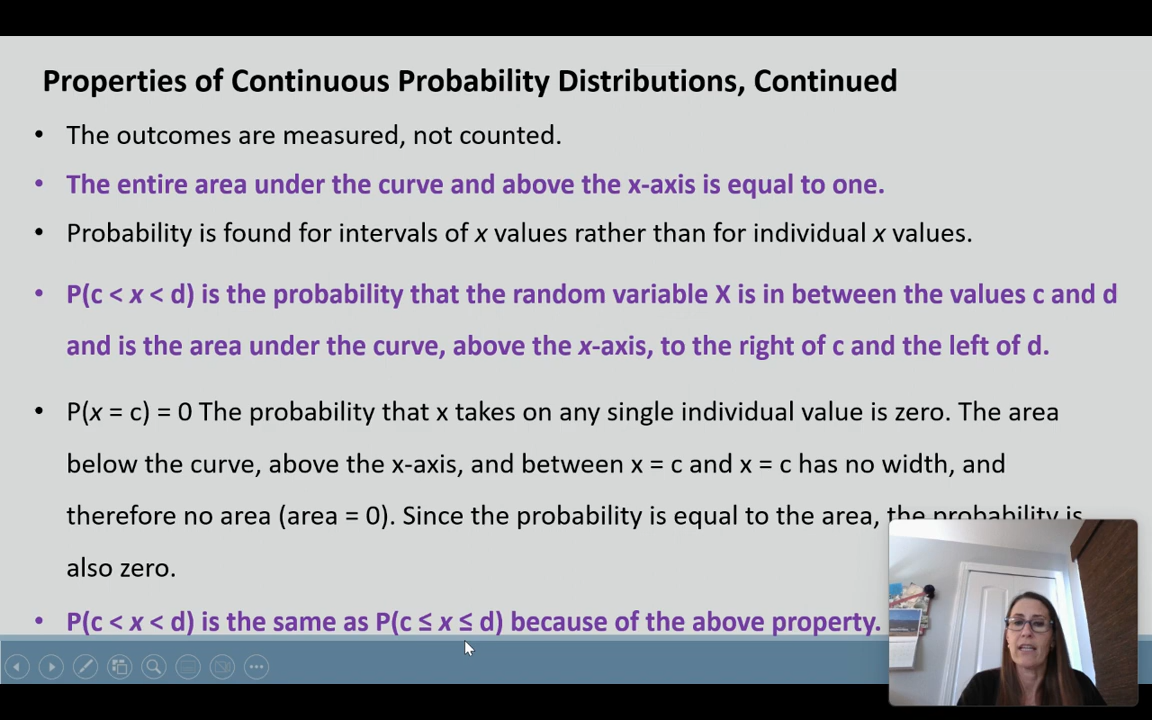 Properties of Continuous Probability Distributions, Continued
• The outcomes are measured, not counted.
• The entire area under the curve and above the x-axis is equal to one.
• Probability is found for intervals of x values rather than for individual x values.
• P(c < x < d) is the probability that the random variable X is in between the values c and d
and is the area under the curve, above the x-axis, to the right of c and the left of d.
• P(x = c) = 0 The probability that x takes on any single individual value is zero. The area
below the curve, above the x-axis, and between x = c and x = c has no width, and
therefore no area (area = 0). Since the probability is equal to the area, the probability is
also zero.
• P(c < x < d) is the same as P(c ≤ x ≤ d) because of the above property.